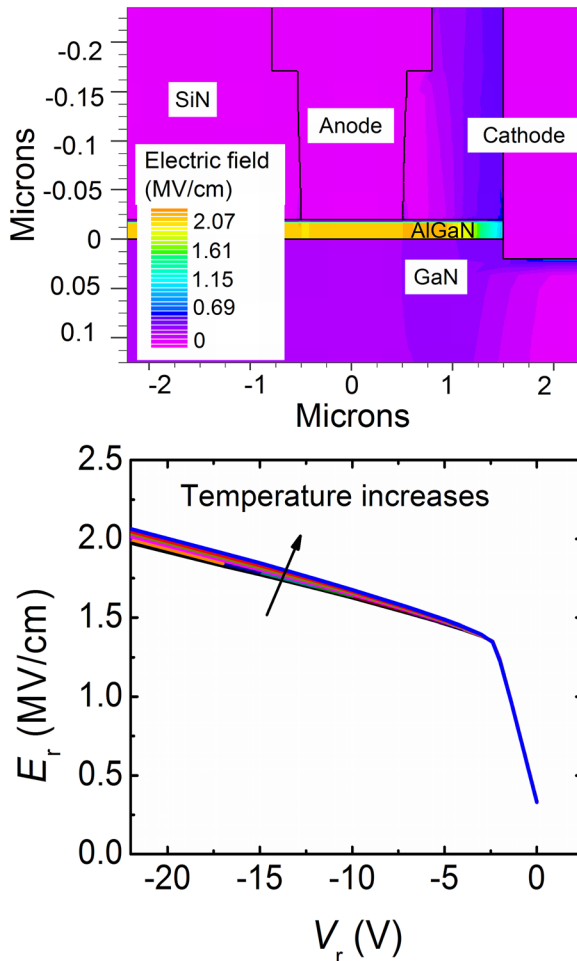 -0.2
-0.15
-0.1
-0.05
0
0.05
0.1
Microns
SiN
Anode
Cathode
Electric field
(MV/cm)
2.07
1.61
1.15
0.69
0
AlGaN
GaN
-2 -1 0 1 2
Microns
Temperature increases
2.5
2.0
1.5
1.0
0.5
0.0
Er (MV/cm)
-20 -15 -10 -5 0
Vr (V)